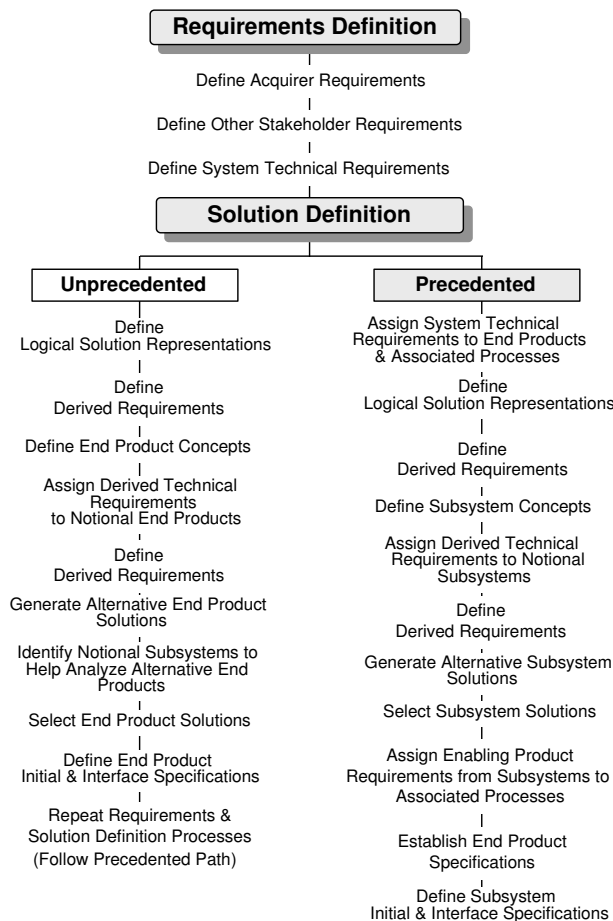 Requirements Definition
Define Acquirer Requirements
Define Other Stakeholder Requirements
Define System Technical Requirements
Solution Definition
Unprecedented
Define
Logical Solution Representations
Define
Derived Requirements
Define End Product Concepts
Assign Derived Technical
Requirements
to Notional End Products
Define
Derived Requirements
Generate Alternative End Product
Solutions
Identify Notional Subsystems to
Help Analyze Alternative End
Products
Select End Product Solutions
Define End Product
Initial & Interface Specifications
Repeat Requirements &
Solution Definition Processes
(Follow Precedented Path)
Precedented
Assign System Technical
Requirements to End Products
& Associated Processes
Define
Logical Solution Representations
Define
Derived Requirements
Define Subsystem Concepts
Assign Derived Technical
Requirements to Notional
Subsystems
Define
Derived Requirements
Generate Alternative Subsystem
Solutions
Select Subsystem Solutions
Assign Enabling Product
Requirements from Subsystems to
Associated Processes
Establish End Product
Specifications
Define Subsystem
Initial & Interface Specifications